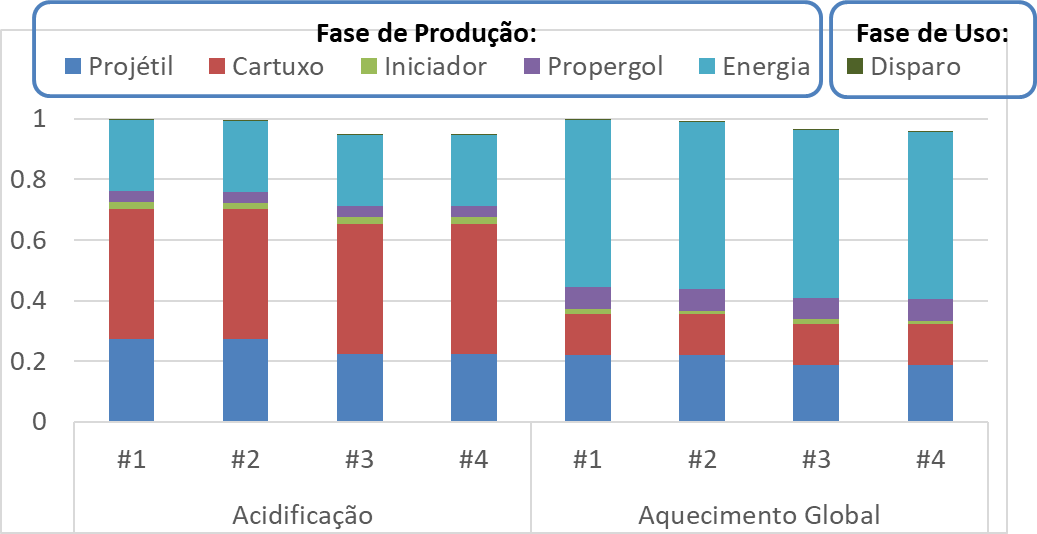 Fase de Produção:
Fase de Uso:
Projétil Cartuxo Iniciador Propergol Energia Disparo
1
0.8
0.6
0.4
0.2
0
#1 #2 #3 #4 #1 #2 #3 #4
Acidificação Aquecimento Global